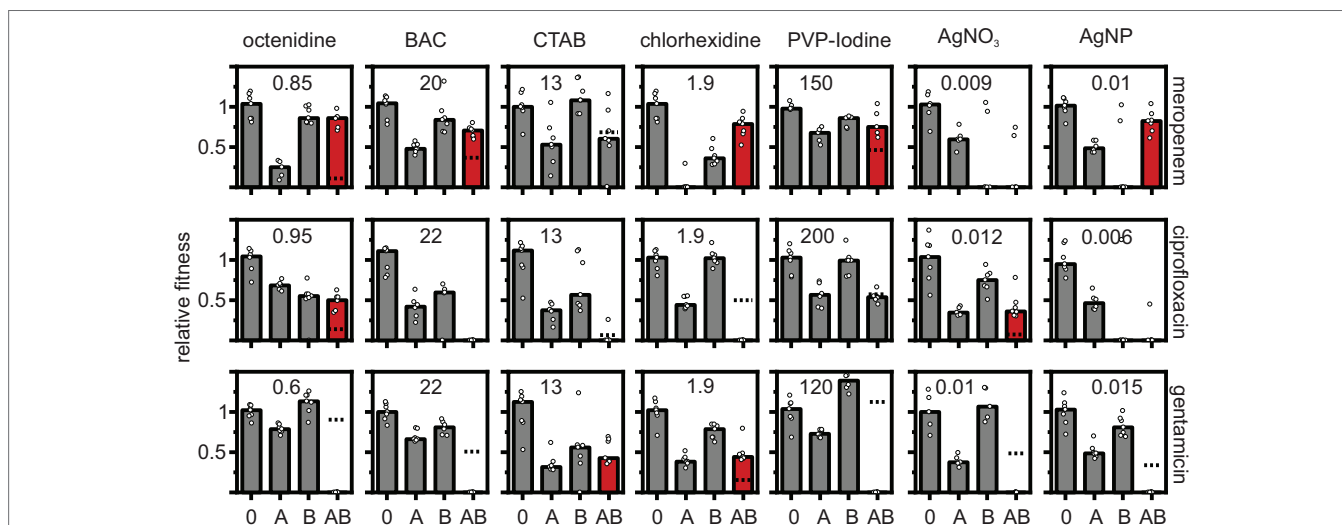 octenidine BAC CTAB chlorhexidine PVP-Iodine AgNO₃ AgNP
relative fitness
1 0.85 20 13 1.9 150 0.009 0.01 meropenem
0.5
1 0.95 22 13 1.9 200 0.012 0.006 ciprofloxacin
0.5
1 0.6 22 13 1.9 120 0.01 0.015 gentamicin
0.5
0 A B AB 0 A B AB 0 A B AB 0 A B AB 0 A B AB 0 A B AB 0 A B AB